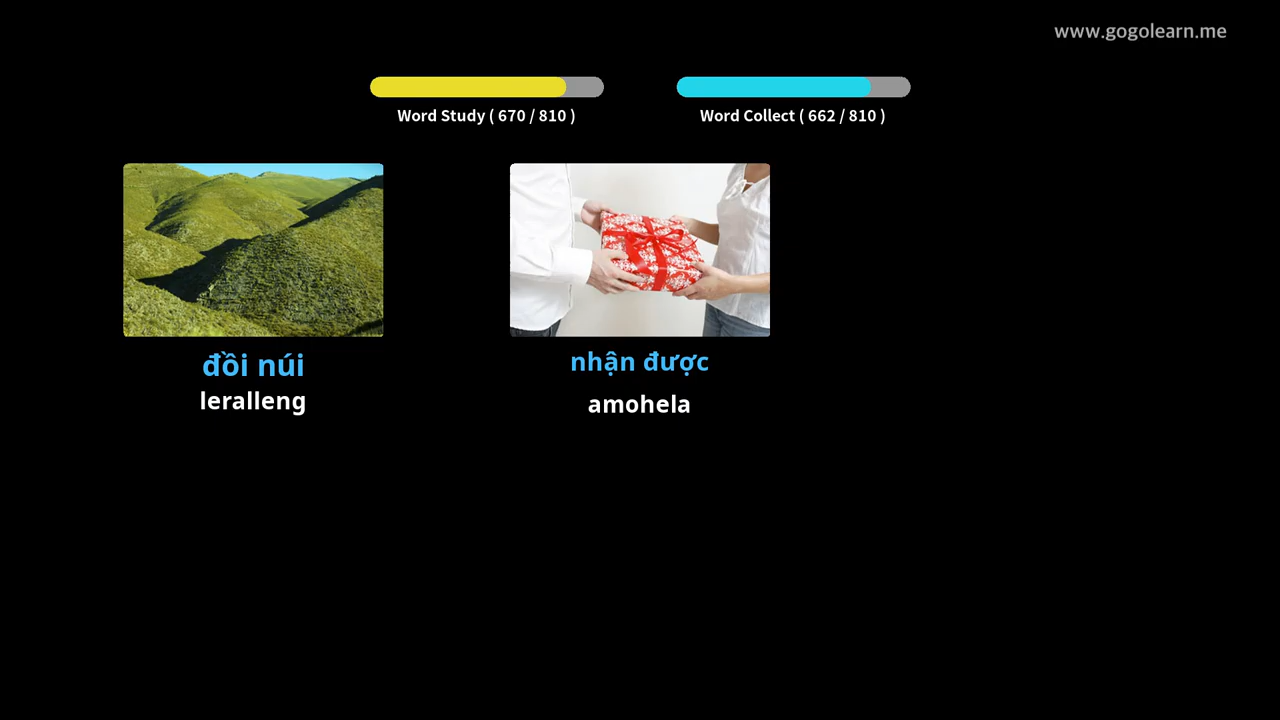 www.gogolearn.me
Word Study ( 670 / 810 )
Word Collect ( 662 / 810 )
đồi núi
leralleng
nhận được
amohela